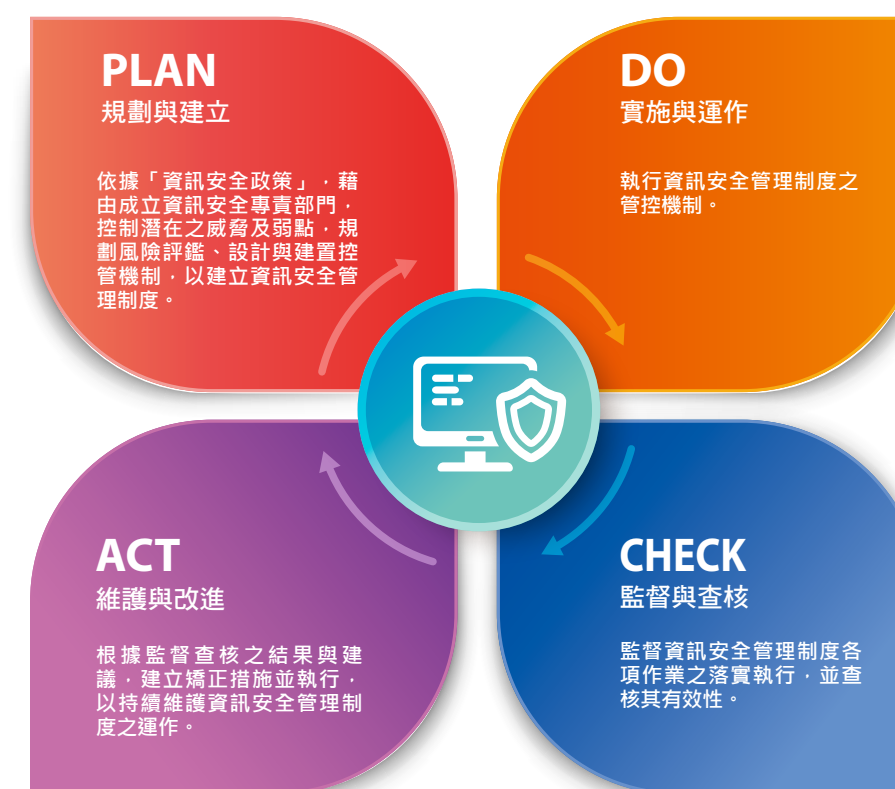 PLAN
規劃與建立
依據「資訊安全政策」，藉
由成立資訊安全專責部門，
控制潛在之威脅及弱點，規
劃風險評鑑、設計與建置控
管機制，以建立資訊安全管
理制度。
DO
實施與運作
執行資訊安全管理制度之
管控機制。
ACT
維護與改進
根據監督查核之結果與建
議，建立矯正措施並執行，
以持續維護資訊安全管理制
度之運作。
CHECK
監督與查核
監督資訊安全管理制度各
項作業之落實執行，並查
核其有效性。